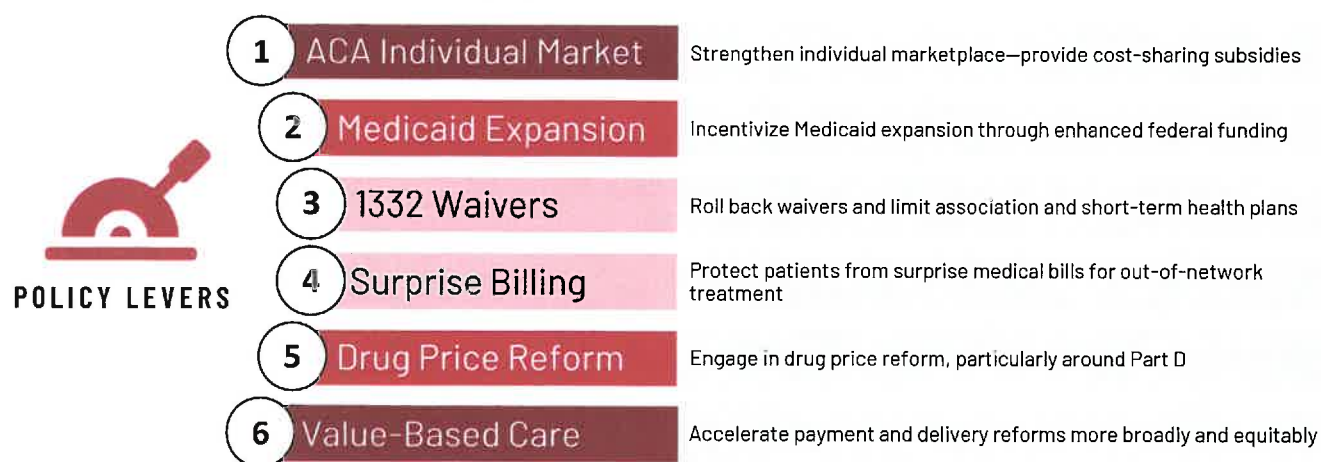 1 ACA Individual Market Strengthen individual marketplace—provide cost-sharing subsidies
2 Medicaid Expansion Incentivize Medicaid expansion through enhanced federal funding
3 1332 Waivers Roll back waivers and limit association and short-term health plans
4 Surprise Billing Protect patients from surprise medical bills for out-of-network
treatment
POLICY LEVERS
5 Drug Price Reform Engage in drug price reform, particularly around Part D
6 Value-Based Care Accelerate payment and delivery reforms more broadly and equitably